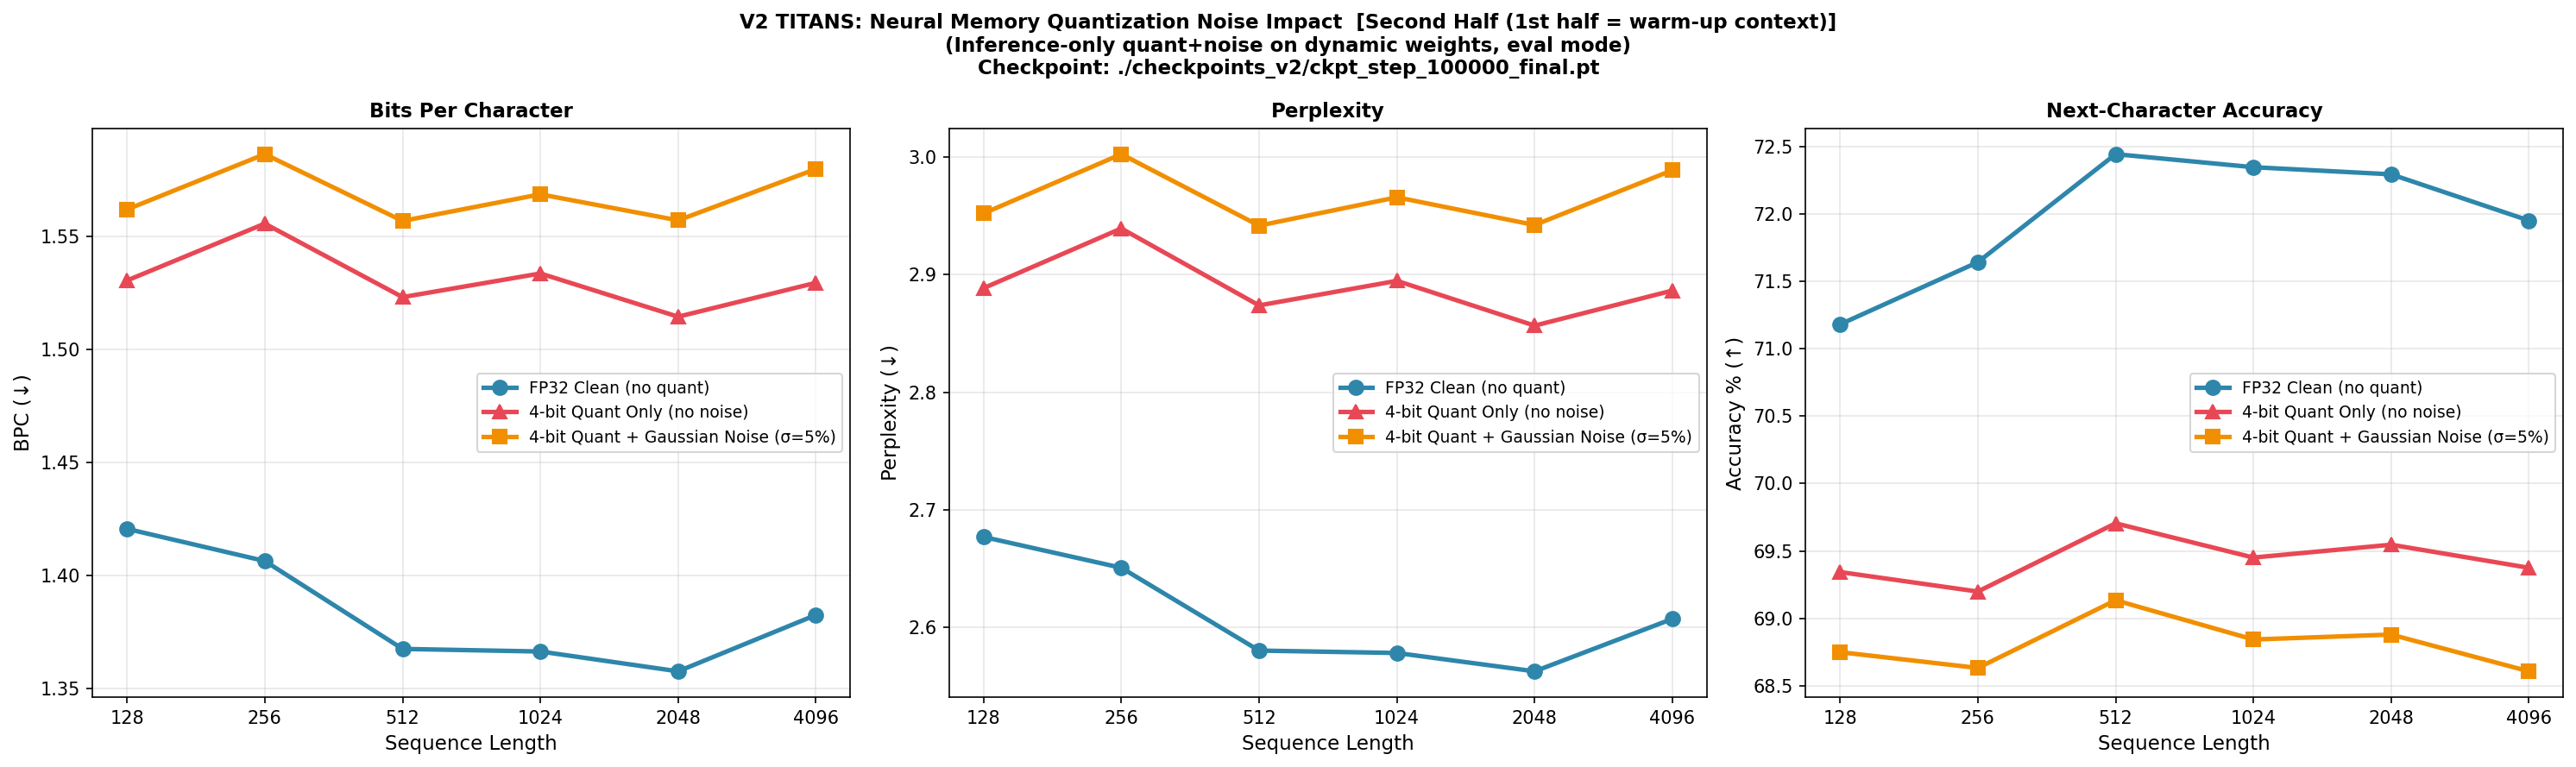 V2 TITANS: Neural Memory Quantization Noise Impact  [Second Half (1st half = warm-up context)]
(Inference-only quant+noise on dynamic weights, eval mode)
Checkpoint: ./checkpoints_v2/ckpt_step_100000_final.pt
Bits Per Character
BPC (↓)
1.55
1.50
1.45
1.40
1.35
FP32 Clean (no quant)
4-bit Quant Only (no noise)
4-bit Quant + Gaussian Noise (σ=5%)
128 256 512 1024 2048 4096
Sequence Length
Perplexity
Perplexity (↓)
3.0
2.9
2.8
2.7
2.6
FP32 Clean (no quant)
4-bit Quant Only (no noise)
4-bit Quant + Gaussian Noise (σ=5%)
128 256 512 1024 2048 4096
Sequence Length
Next-Character Accuracy
Accuracy % (↑)
72.5
72.0
71.5
71.0
70.5
70.0
69.5
69.0
68.5
FP32 Clean (no quant)
4-bit Quant Only (no noise)
4-bit Quant + Gaussian Noise (σ=5%)
128 256 512 1024 2048 4096
Sequence Length